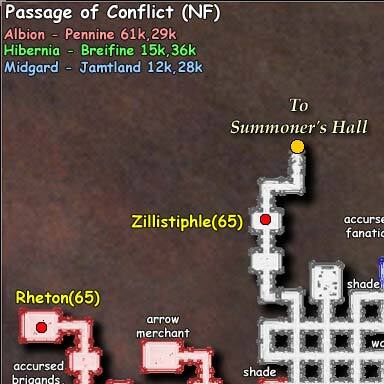 Passage of Conflict (NF)
Albion - Pennine 61k,29k
Hibernia - Breifine 15k,36k
Midgard - Jamtland 12k,28k
To
Summoner's Hall
Zillistiphle(65)
accurse
fanatic
shade
Rheton(65)
arrow
merchant
accursed
brigands,
shade